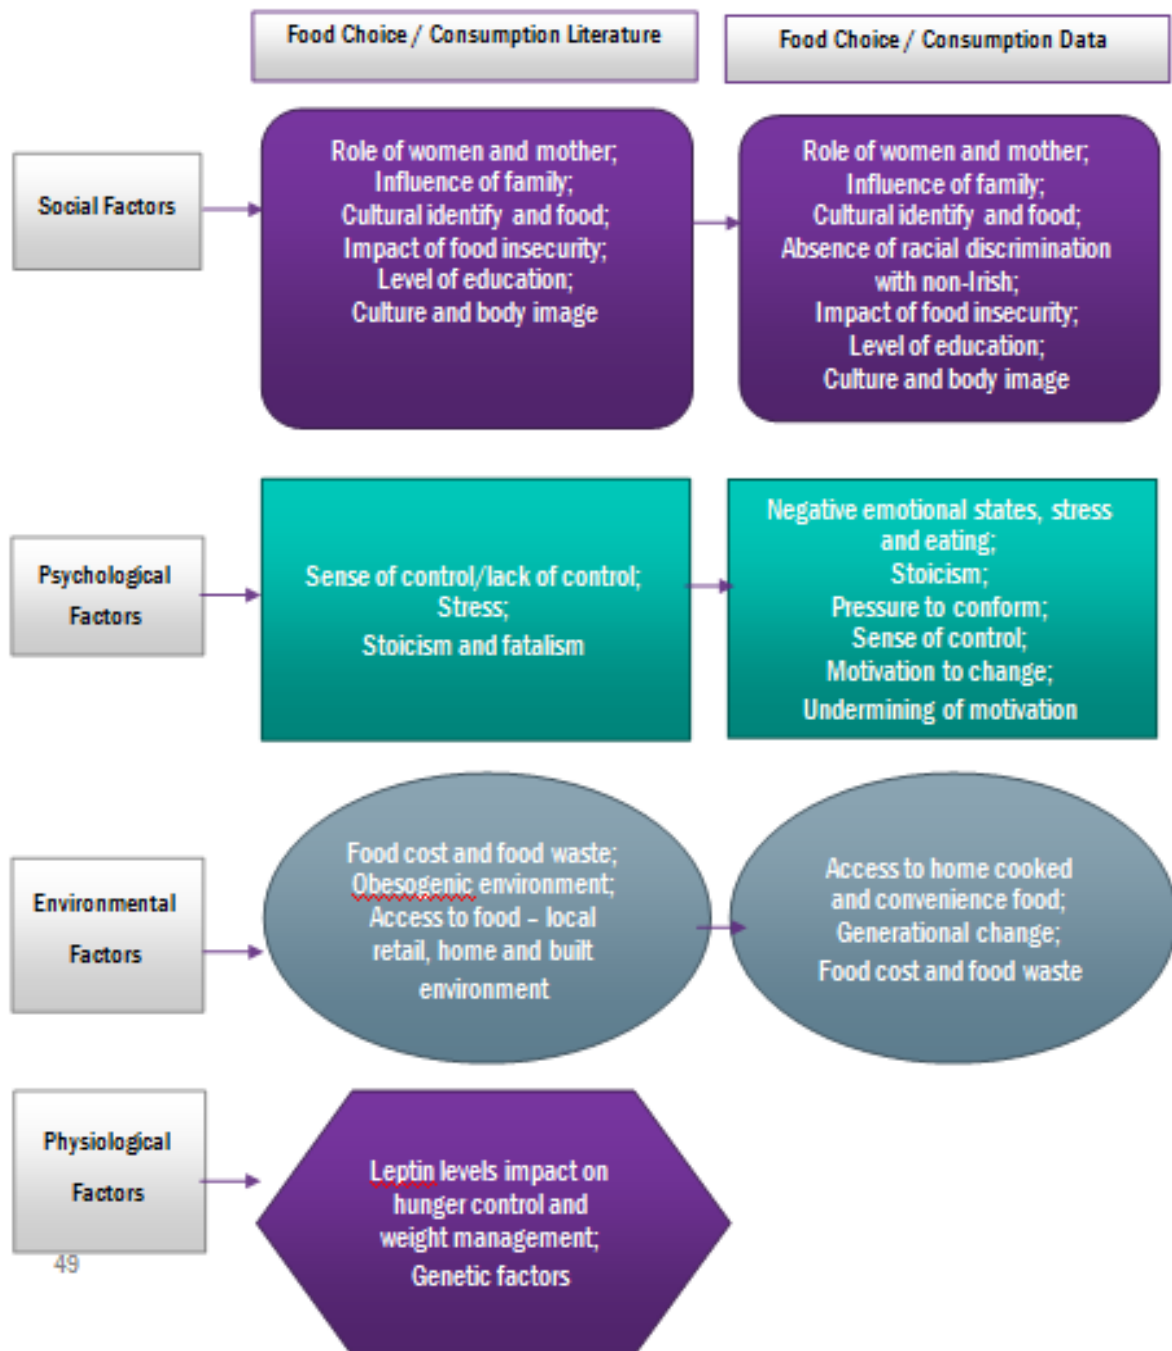 Food Choice / Consumption Literature
Food Choice / Consumption Data
Social Factors
Role of women and mother;
Influence of family;
Cultural identify and food;
Impact of food insecurity;
Level of education;
Culture and body image
Role of women and mother;
Influence of family;
Cultural identify and food;
Absence of racial discrimination
with non-Irish;
Impact of food insecurity;
Level of education;
Culture and body image
Psychological
Factors
Sense of control/lack of control;
Stress;
Stoicism and fatalism
Negative emotional states, stress
and eating;
Stoicism;
Pressure to conform;
Sense of control;
Motivation to change;
Undermining of motivation
Environmental
Factors
Food cost and food waste;
Obesogenic environment;
Access to food – local
retail, home and built
environment
Access to home cooked
and convenience food;
Generational change;
Food cost and food waste
Physiological
Factors
Leptin levels impact on
hunger control and
weight management;
Genetic factors
49